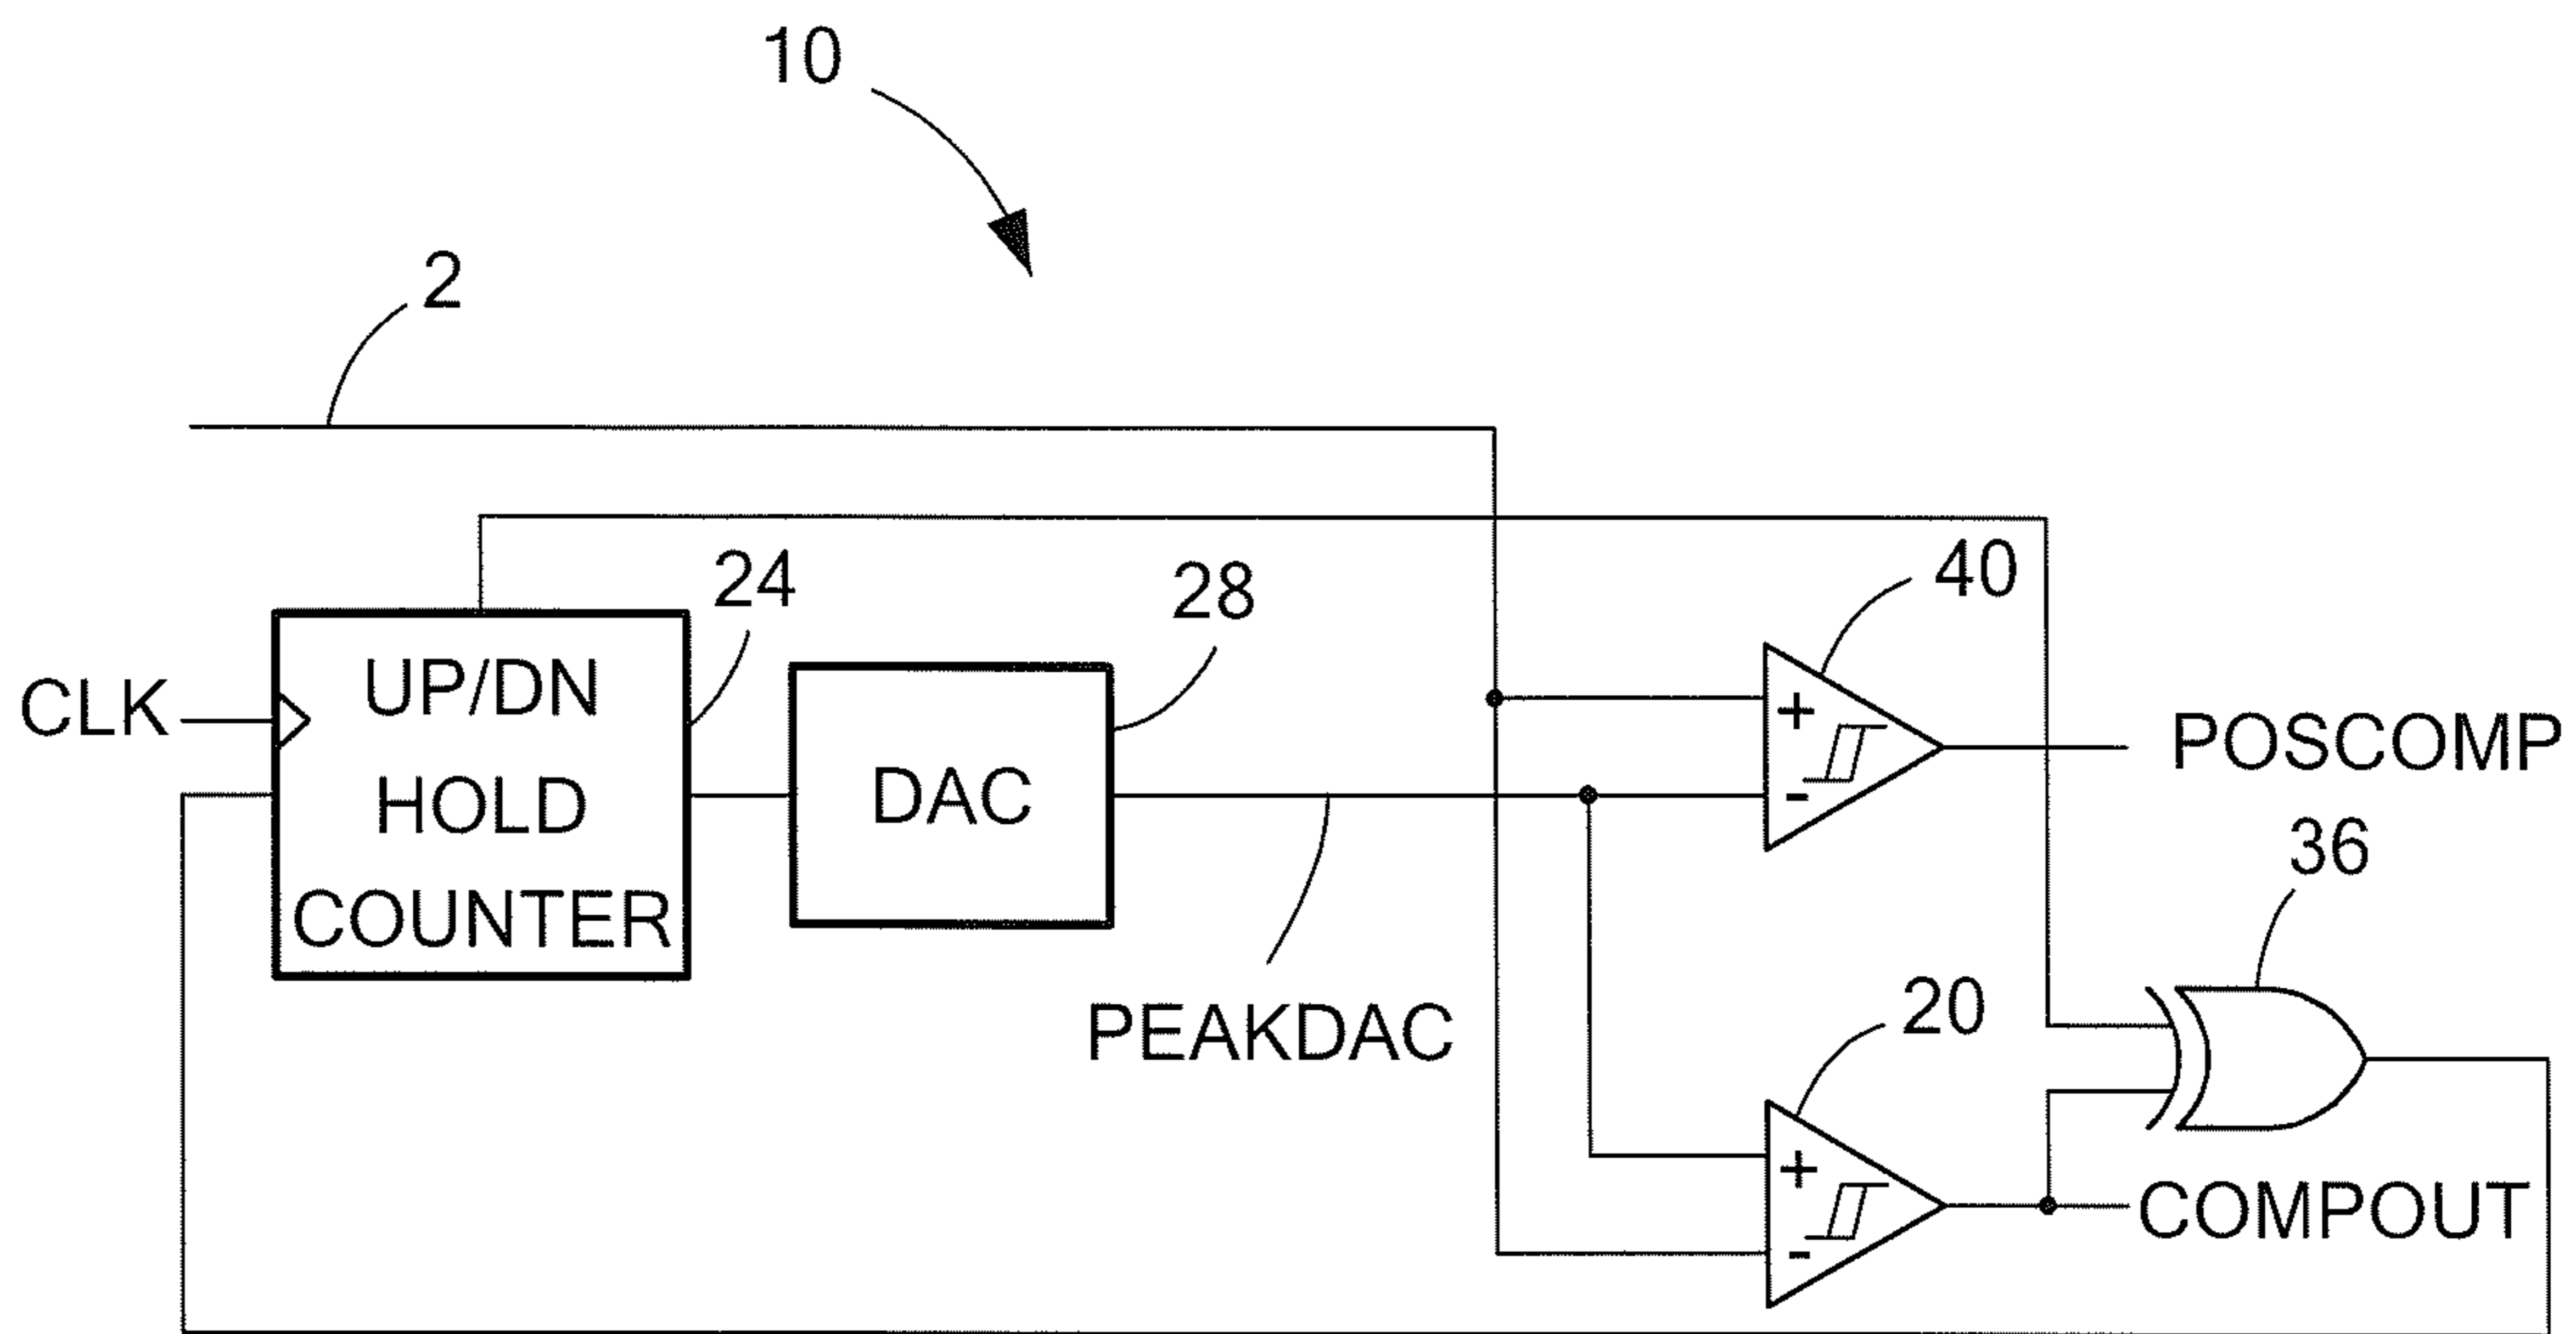 10
2
24
28
40
CLK
UP/DN
HOLD
COUNTER
DAC
+
-
POSCOMP
36
PEAKDAC
20
+
-
COMPOUT